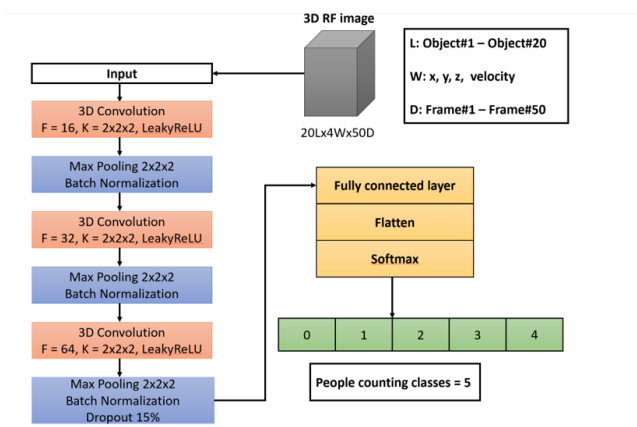 3D RF image
L: Object#1 – Object#20
W: x, y, z, velocity
D: Frame#1 – Frame#50
20Lx4Wx50D
Input
3D Convolution
F = 16, K = 2x2x2, LeakyReLU
Max Pooling 2x2x2
Batch Normalization
3D Convolution
F = 32, K = 2x2x2, LeakyReLU
Max Pooling 2x2x2
Batch Normalization
3D Convolution
F = 64, K = 2x2x2, LeakyReLU
Max Pooling 2x2x2
Batch Normalization
Dropout 15%
Fully connected layer
Flatten
Softmax
0 1 2 3 4
People counting classes = 5